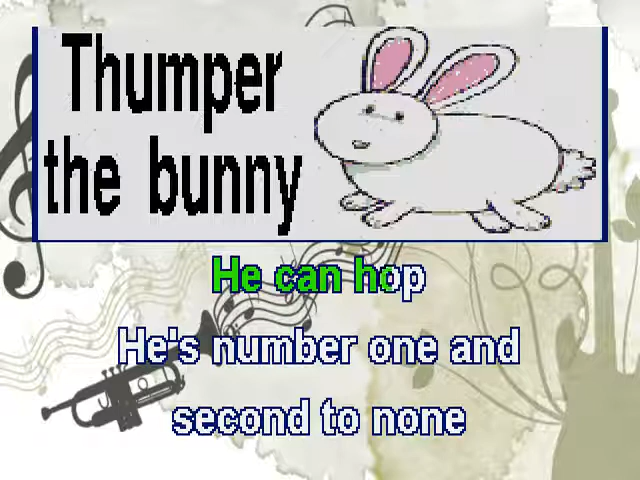 Thumper
the bunny
He can hop
He's number one and
second to none